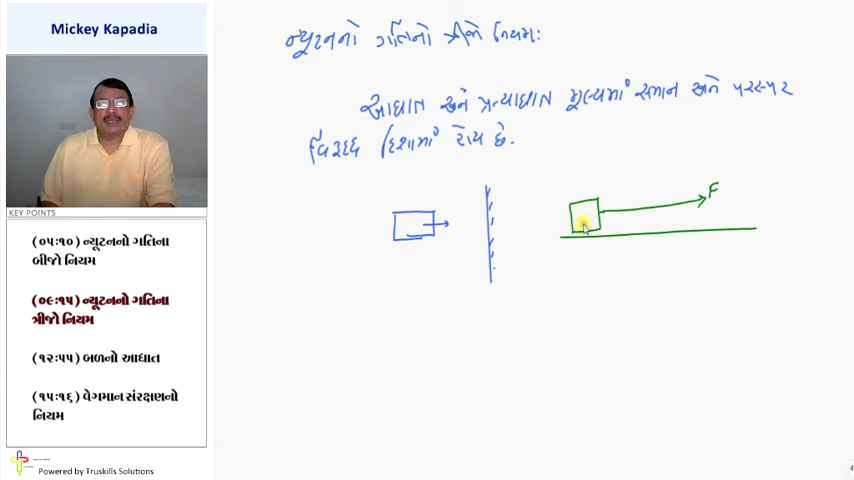 Mickey Kapadia
ન્યુટનનો ગતિનો ત્રીજો નિયમ:
આઘાત અને પ્રત્યાઘાત મૂલ્યમાં સમાન અને પરસ્પર
વિરુદ્ધ દિશામાં હોય છે.
F
KEY POINTS
(૦૫:૧૦) ન્યૂટનનો ગતિના
બીજો નિયમ
(૦૯:૧૫) ન્યૂટનનો ગતિના
ત્રીજો નિયમ
(૧૨:૫૫) બળનો આઘાત
(૧૫:૧૬) વેગમાન સંરક્ષણનો
નિયમ
Powered by Truskills Solutions
4